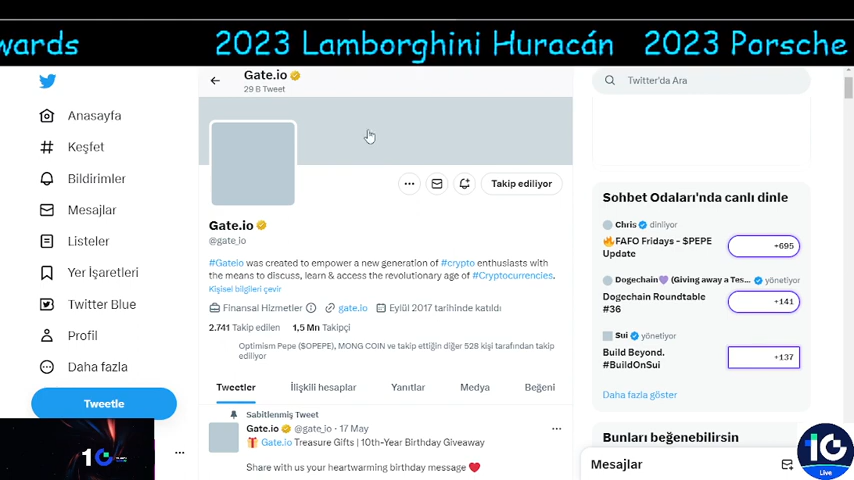 wards 2023 Lamborghini Huracán 2023 Porsche
Gate.io
29 B Tweet
Twitter'da Ara
Anasayfa
Keşfet
Bildirimler
Mesajlar
Listeler
Yer İşaretleri
Twitter Blue
Profil
Daha fazla
Tweetle
Takip ediliyor
Gate.io
@gate_io
#GateIo was created to empower a new generation of #crypto enthusiasts with
the means to discuss, learn & access the revolutionary age of #Cryptocurrencies.
Kişisel bilgileri çevir
Finansal Hizmetler gate.io Eylül 2017 tarihinde katıldı
2.741 Takip edilen 1,5 Mn Takipçi
Optimism Pepe ($OPEPE), MONG COIN ve takip ettiğin diğer 528 kişi tarafından takip
ediliyor
Tweetler İlişkili hesaplar Yanıtlar Medya Beğeni
Sabitlenmiş Tweet
Gate.io @gate_io · 17 May
Gate.io Treasure Gifts | 10th-Year Birthday Giveaway
Share with us your heartwarming birthday message
Sohbet Odaları'nda canlı dinle
Chris dinliyor
FAFO Fridays - $PEPE
Update
+695
Dogechain (Giving away a Tes... yönetiyor
Dogechain Roundtable
#36
+141
Sui yönetiyor
Build Beyond.
#BuildOnSui
+137
Daha fazla göster
Bunları beğenebilirsin
Mesajlar
Live